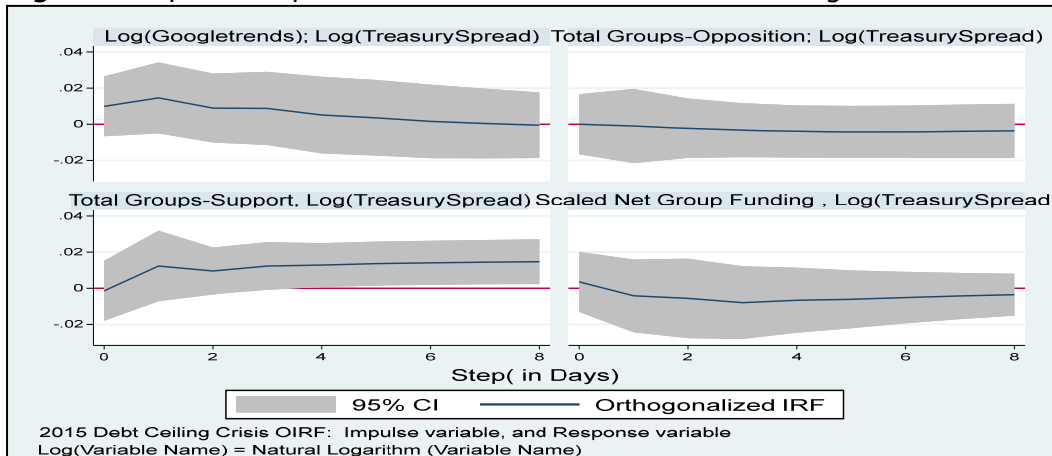 Log(Googletrends); Log(TreasurySpread) Total Groups-Opposition; Log(TreasurySpread)
.04
.02
0
-.02
Total Groups-Support, Log(TreasurySpread) Scaled Net Group Funding , Log(TreasurySpread
.04
.02
0
-.02
0 2 4 6 8 0 2 4 6 8
Step( in Days)
95% CI Orthogonalized IRF
2015 Debt Ceiling Crisis OIRF: Impulse variable, and Response variable
Log(Variable Name) = Natural Logarithm (Variable Name)